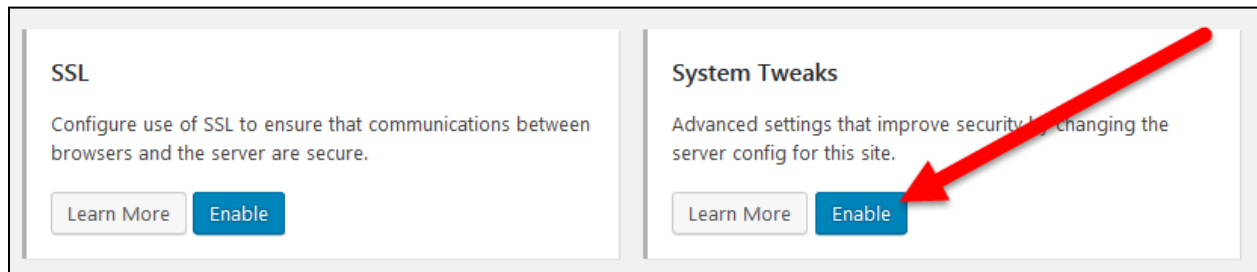 SSL
Configure use of SSL to ensure that communications between
browsers and the server are secure.
Learn More
Enable
System Tweaks
Advanced settings that improve security by changing the
server config for this site.
Learn More
Enable